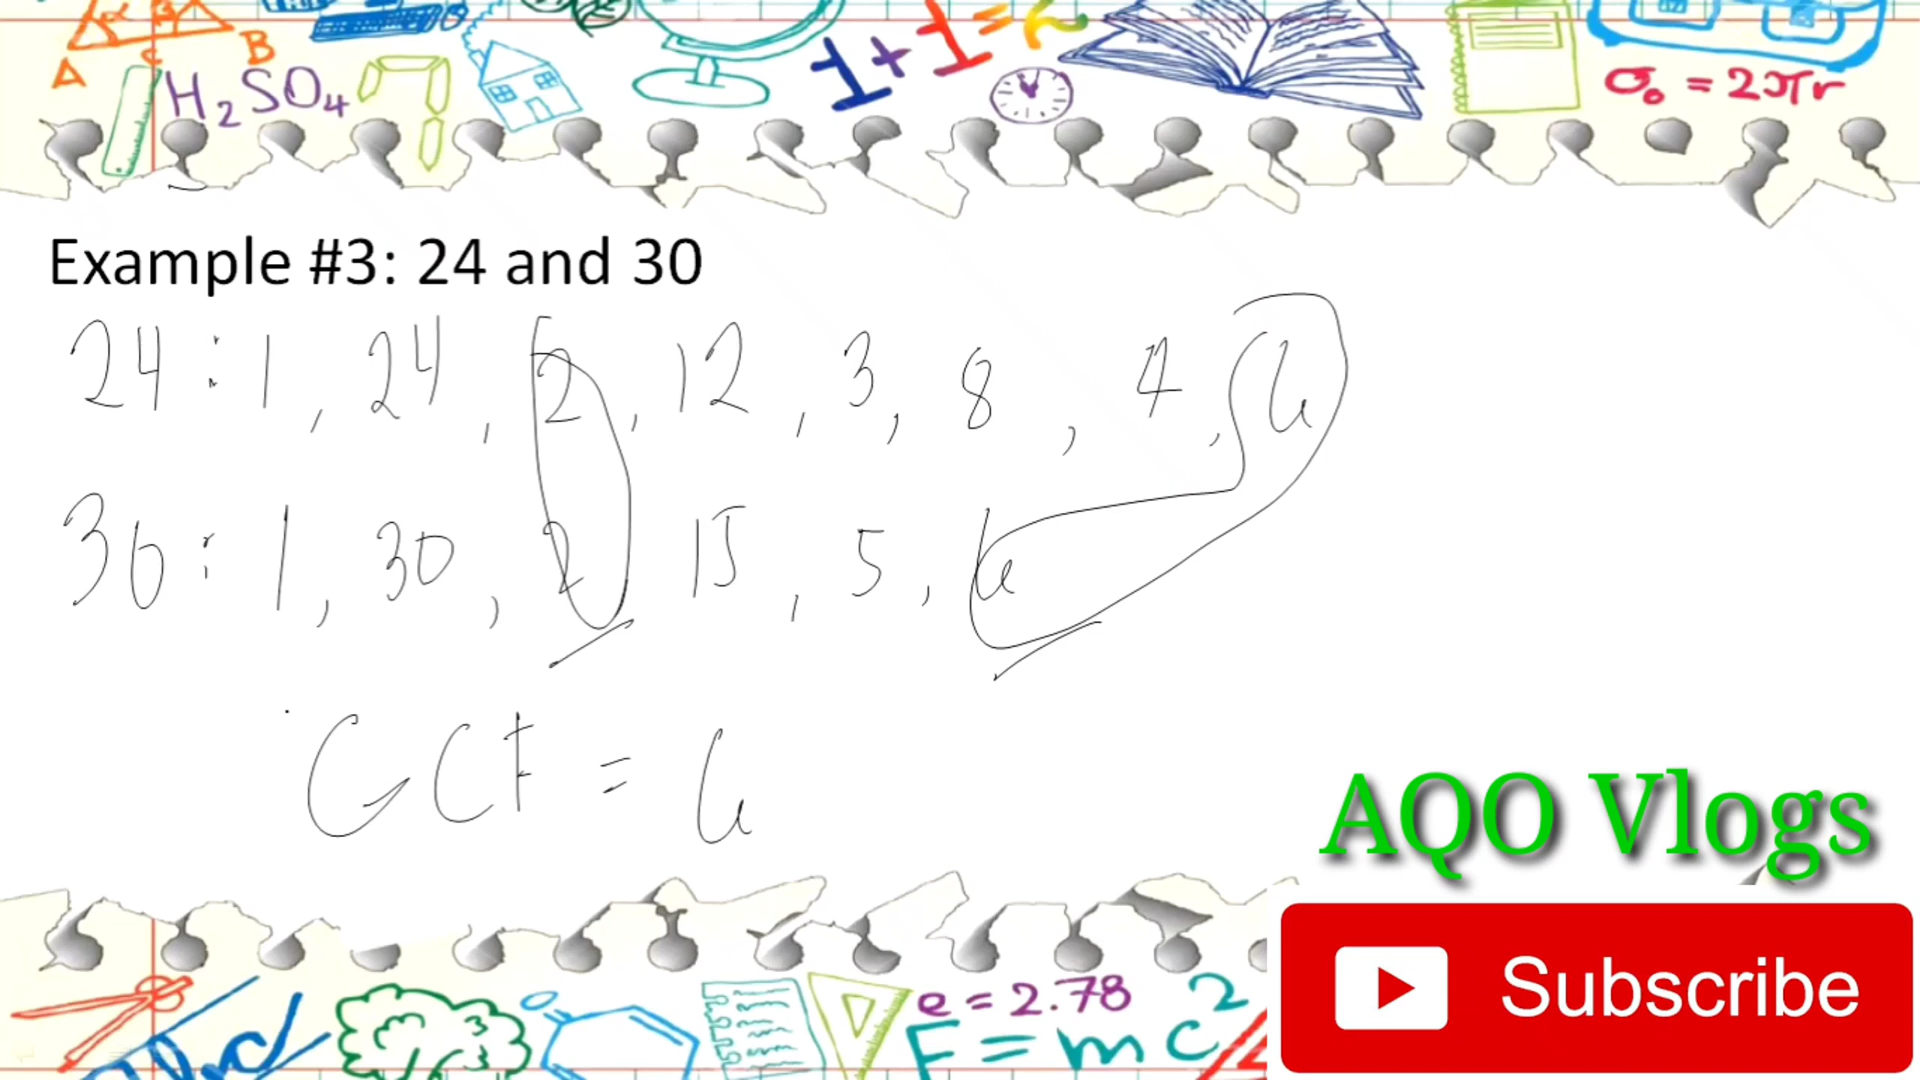 A C B
H₂SO₄
1+1=2
σ₀ = 2πr
Example #3: 24 and 30
24 : 1, 24, 2, 12, 3, 8, 4, 6
30 : 1, 30, 2 15, 5, 6
GCF = 6
AQO Vlogs
Subscribe
e = 2.78
F = mc²